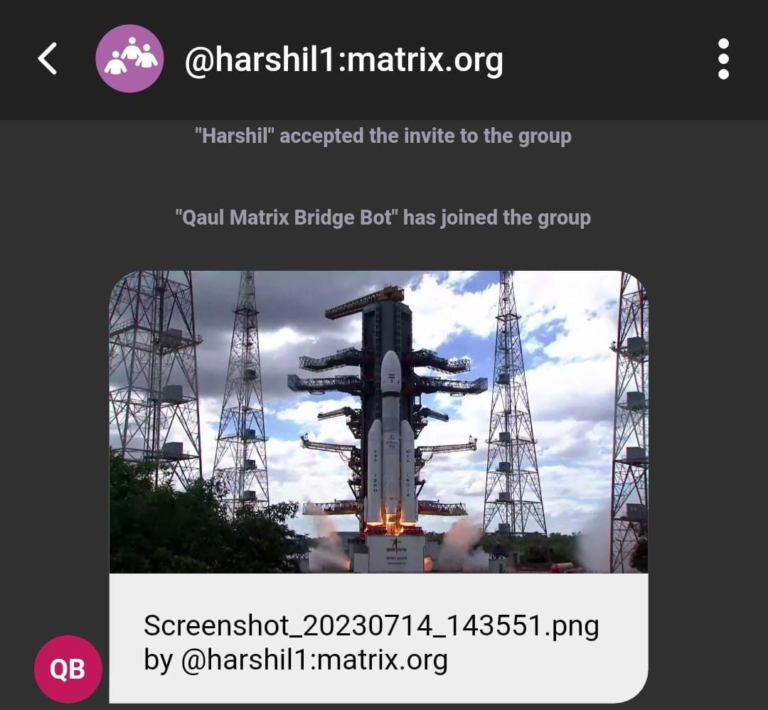 @harshil1:matrix.org
"Harshil" accepted the invite to the group
"Qaul Matrix Bridge Bot" has joined the group
Screenshot_20230714_143551.png
by @harshil1:matrix.org
QB